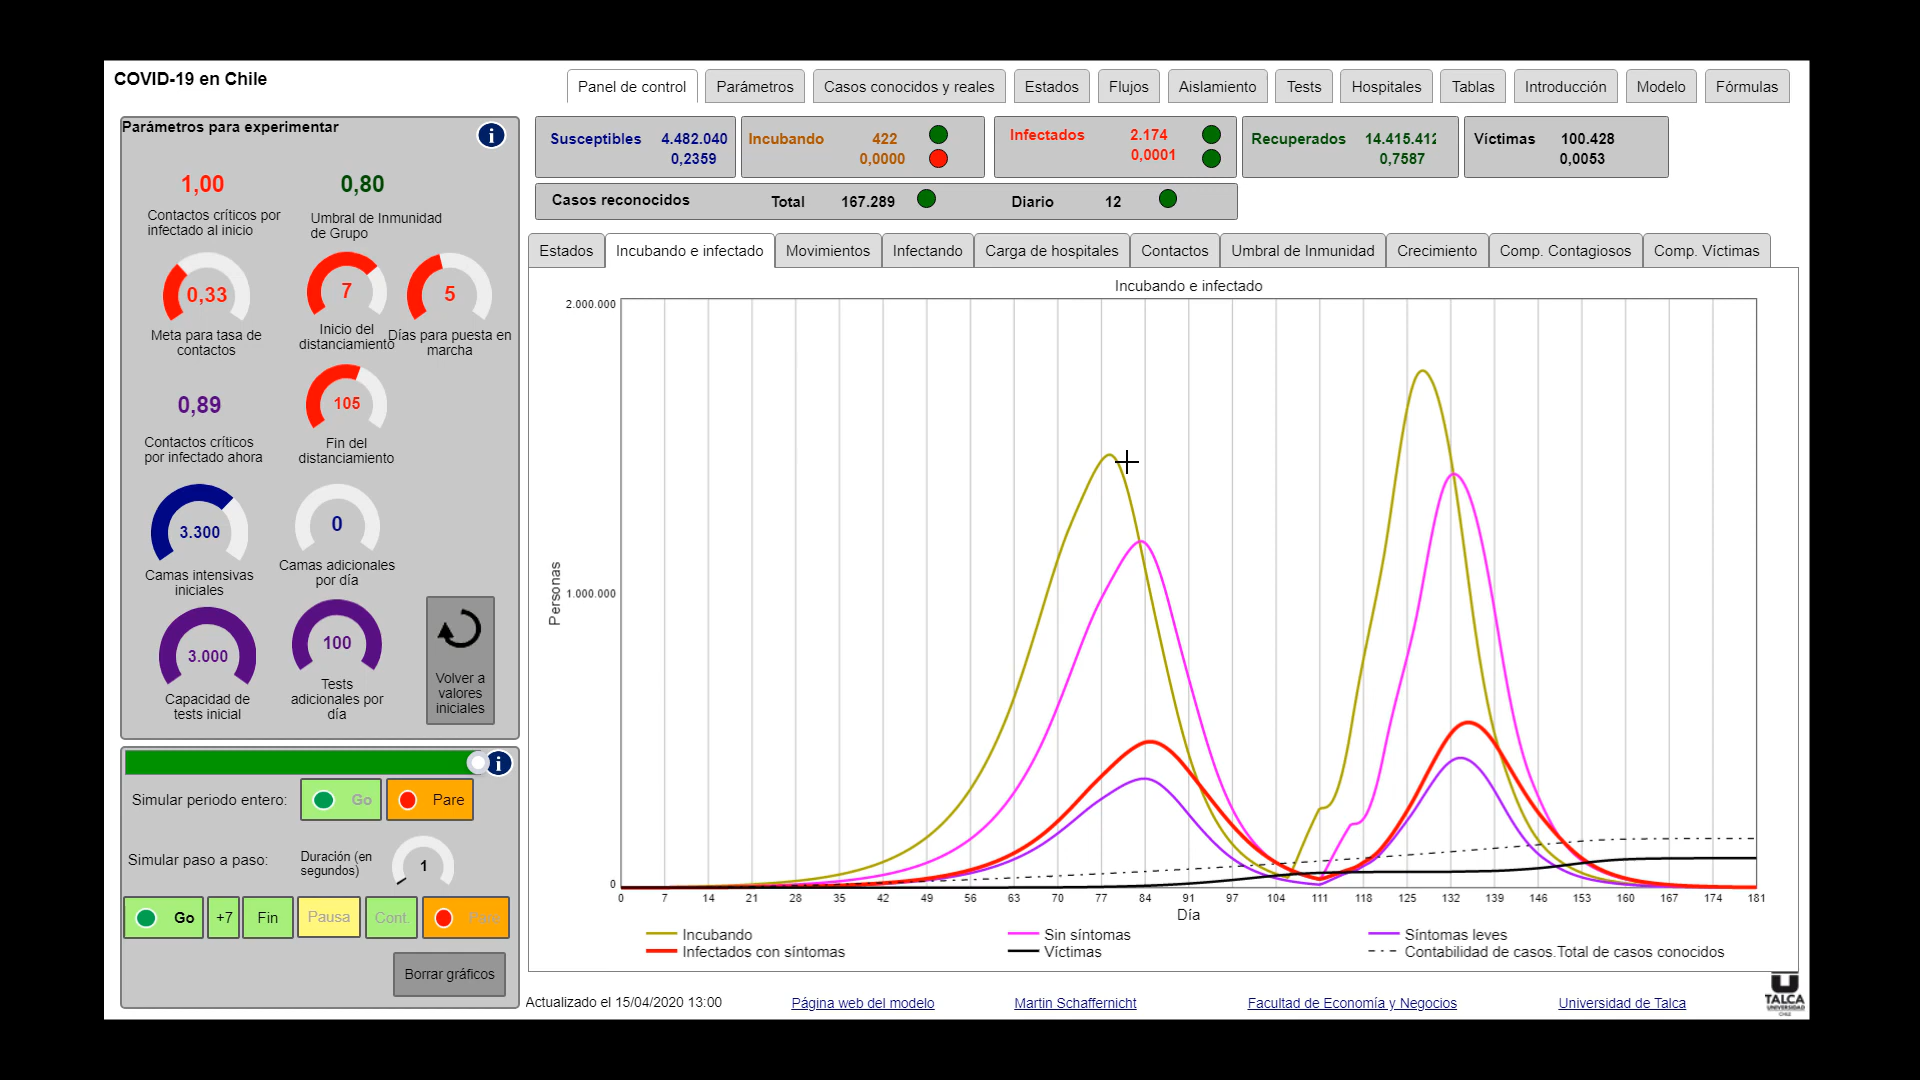 COVID-19 en Chile
Panel de control
Parámetros
Casos conocidos y reales
Estados
Flujos
Aislamiento
Tests
Hospitales
Tablas
Introducción
Modelo
Fórmulas
Parámetros para experimentar
i
1,00
Contactos críticos por
infectado al inicio
0,80
Umbral de Inmunidad
de Grupo
0,33
Meta para tasa de
contactos
7
Inicio del
distanciamiento
5
Días para puesta en
marcha
0,89
Contactos críticos
por infectado ahora
105
Fin del
distanciamiento
3.300
Camas intensivas
iniciales
0
Camas adicionales
por día
3.000
Capacidad de
tests inicial
100
Tests
adicionales por
día
Volver a
valores
iniciales
i
Simular periodo entero:
Go
Pare
Simular paso a paso:
Duración (en
segundos)
1
Go
+7
Fin
Pausa
Cont.
Pare
Borrar gráficos
Susceptibles 4.482.040
0,2359
Incubando 422
0,0000
Infectados 2.174
0,0001
Recuperados 14.415.412
0,7587
Víctimas 100.428
0,0053
Casos reconocidos Total 167.289 Diario 12
Estados
Incubando e infectado
Movimientos
Infectando
Carga de hospitales
Contactos
Umbral de Inmunidad
Crecimiento
Comp. Contagiosos
Comp. Víctimas
Incubando e infectado
2.000.000
1.000.000
0
Personas
0 7 14 21 28 35 42 49 56 63 70 77 84 91 97 104 111 118 125 132 139 146 153 160 167 174 181
Día
Incubando
Sin síntomas
Síntomas leves
Infectados con síntomas
Víctimas
Contabilidad de casos.Total de casos conocidos
Actualizado el 15/04/2020 13:00
Página web del modelo
Martin Schaffernicht
Facultad de Economía y Negocios
Universidad de Talca
TALCA
UNIVERSIDAD
CHILE